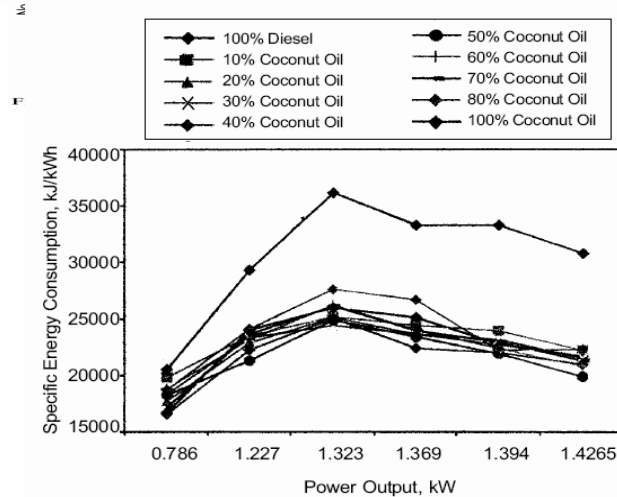 100% Diesel
10% Coconut Oil
20% Coconut Oil
30% Coconut Oil
40% Coconut Oil
50% Coconut Oil
60% Coconut Oil
70% Coconut Oil
80% Coconut Oil
100% Coconut Oil
Specific Energy Consumption, kJ/kWh
40000
35000
30000
25000
20000
15000
0.786 1.227 1.323 1.369 1.394 1.4265
Power Output, kW